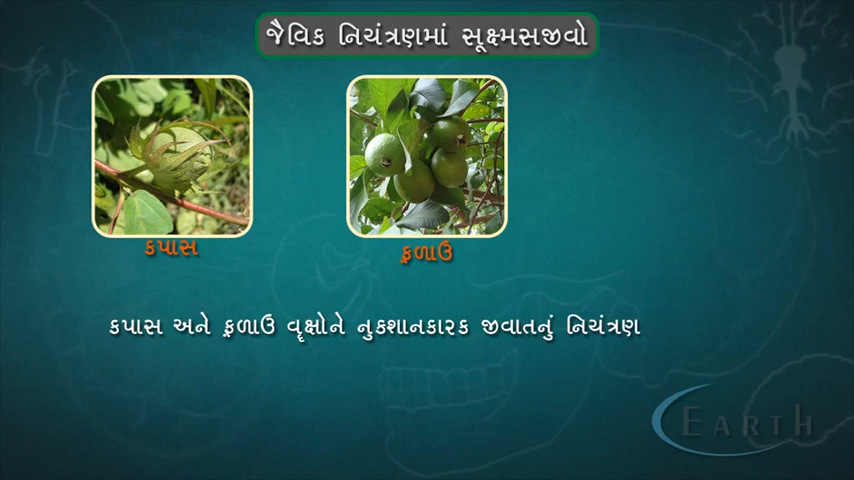 જૈવિક નિયંત્રણમાં સૂક્ષ્મસજીવો
કપાસ
ફળાઉ
કપાસ અને ફળાઉ વૃક્ષોને નુકશાનકારક જીવાતનું નિયંત્રણ
EARTH